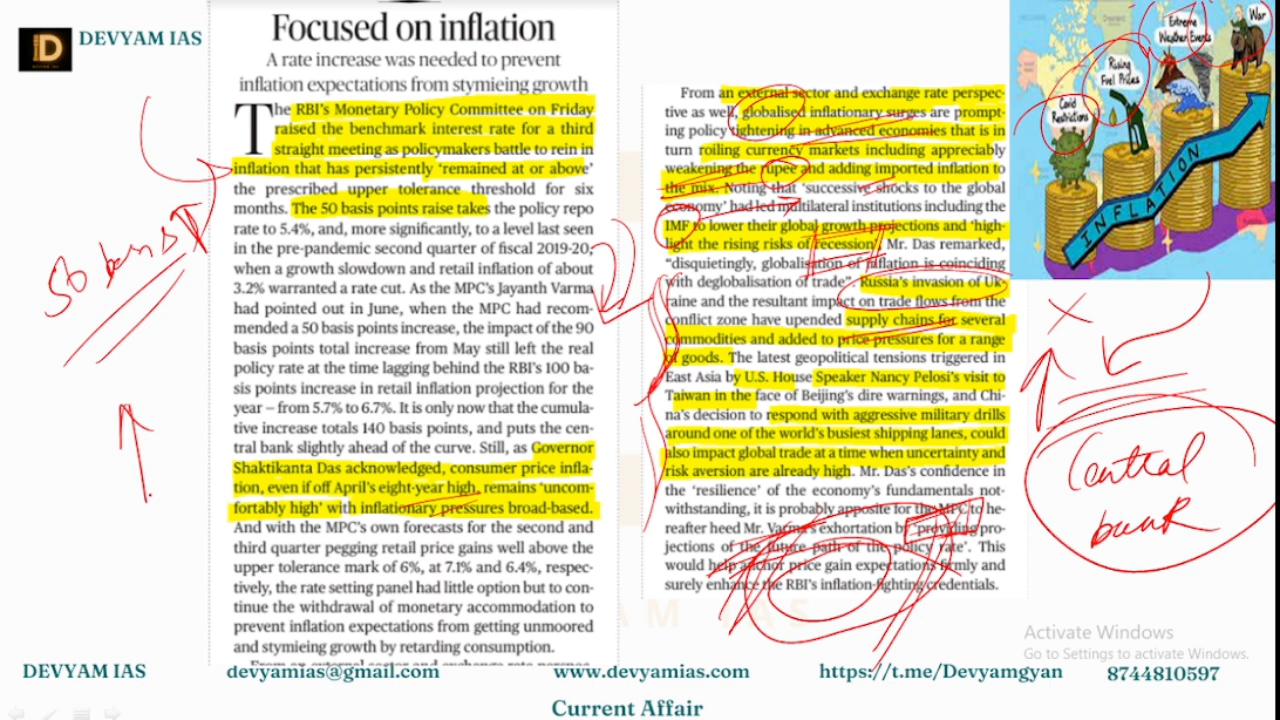 DEVYAM IAS
Focused on inflation
A rate increase was needed to prevent
inflation expectations from stymieing growth
The RBI's Monetary Policy Committee on Friday
raised the benchmark interest rate for a third
straight meeting as policymakers battle to rein in
inflation that has persistently 'remained at or above'
the prescribed upper tolerance threshold for six
months. The 50 basis points raise takes the policy repo
rate to 5.4%, and, more significantly, to a level last seen
in the pre-pandemic second quarter of fiscal 2019-20,
when a growth slowdown and retail inflation of about
3.2% warranted a rate cut. As the MPC's Jayanth Varma
had pointed out in June, when the MPC had recom-
mended a 50 basis points increase, the impact of the 90
basis points total increase from May still left the real
policy rate at the time lagging behind the RBI's 100 ba-
sis points increase in retail inflation projection for the
year – from 5.7% to 6.7%. It is only now that the cumula-
tive increase totals 140 basis points, and puts the cen-
tral bank slightly ahead of the curve. Still, as Governor
Shaktikanta Das acknowledged, consumer price infla-
tion, even if off April's eight-year high, remains 'uncom-
fortably high' with inflationary pressures broad-based.
And with the MPC's own forecasts for the second and
third quarter pegging retail price gains well above the
upper tolerance mark of 6%, at 7.1% and 6.4%, respec-
tively, the rate setting panel had little option but to con-
tinue the withdrawal of monetary accommodation to
prevent inflation expectations from getting unmoored
and stymieing growth by retarding consumption.
From an external sector and exchange rate perspec-
tive as well, globalised inflationary surges are prompt-
ing policy tightening in advanced economies that is in
turn roiling currency markets including appreciably
weakening the rupee and adding imported inflation to
the mix. Noting that 'successive shocks to the global
economy' had led multilateral institutions including the
IMF to lower their global growth projections and 'high-
light the rising risks of recession', Mr. Das remarked,
"disquietingly, globalisation of inflation is coinciding
with deglobalisation of trade". Russia's invasion of Uk-
raine and the resultant impact on trade flows from the
conflict zone have upended supply chains for several
commodities and added to price pressures for a range
of goods. The latest geopolitical tensions triggered in
East Asia by U.S. House Speaker Nancy Pelosi's visit to
Taiwan in the face of Beijing's dire warnings, and Chi-
na's decision to respond with aggressive military drills
around one of the world's busiest shipping lanes, could
also impact global trade at a time when uncertainty and
risk aversion are already high. Mr. Das's confidence in
the 'resilience' of the economy's fundamentals not-
withstanding, it is probably apposite for the MPC to he-
reafter heed Mr. Varma's exhortation by 'providing pro-
jections of the future path of the policy rate'. This
would help anchor price gain expectations firmly and
surely enhance the RBI's inflation-fighting credentials.
Covid
Restrictions
Rising
Fuel Prices
Extreme
Weather Events
War
INFLATION
50 basis
Central
bank
Activate Windows
Go to Settings to activate Windows.
DEVYAM IAS
devyamias@gmail.com
www.devyamias.com
https://t.me/Devyamgyan
8744810597
Current Affair